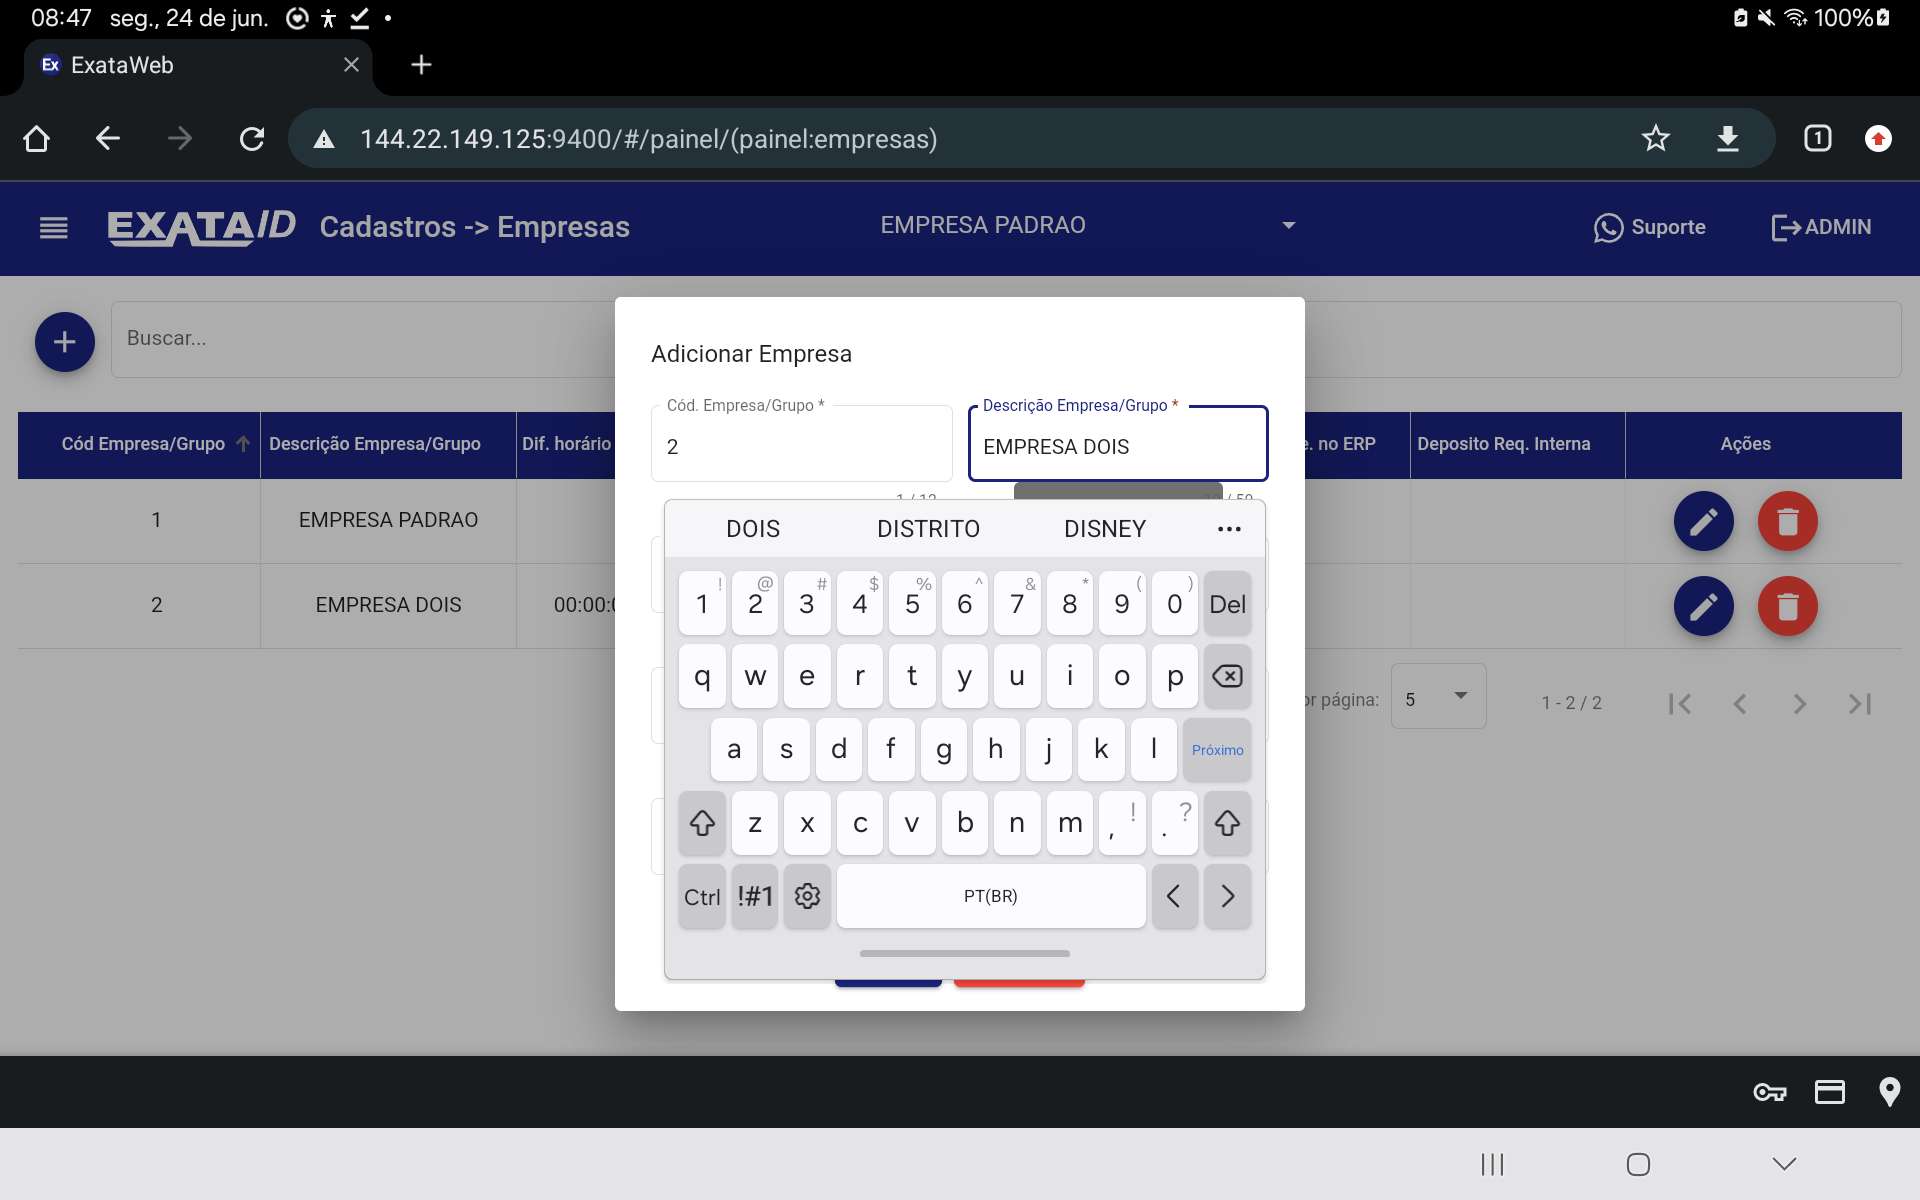 08:47 seg., 24 de jun. 100%
Ex ExataWeb
144.22.149.125:9400/#/painel/(painel:empresas) 1
EXATA/ID Cadastros -> Empresas EMPRESA PADRAO Suporte ADMIN
Buscar...
Adicionar Empresa
Cód. Empresa/Grupo * Descrição Empresa/Grupo *
2 EMPRESA DOIS
Cód Empresa/Grupo Descrição Empresa/Grupo Dif. horário no ERP Deposito Req. Interna Ações
1 EMPRESA PADRAO
2 EMPRESA DOIS 00:00:
por página: 5 1 - 2 / 2
1 / 12 / 50
DOIS DISTRITO DISNEY •••
! @ # $ % ^ & * ( )
1 2 3 4 5 6 7 8 9 0 Del
q w e r t y u i o p
a s d f g h j k l Próximo
z x c v b n m , ! . ?
Ctrl !#1 PT(BR) < >